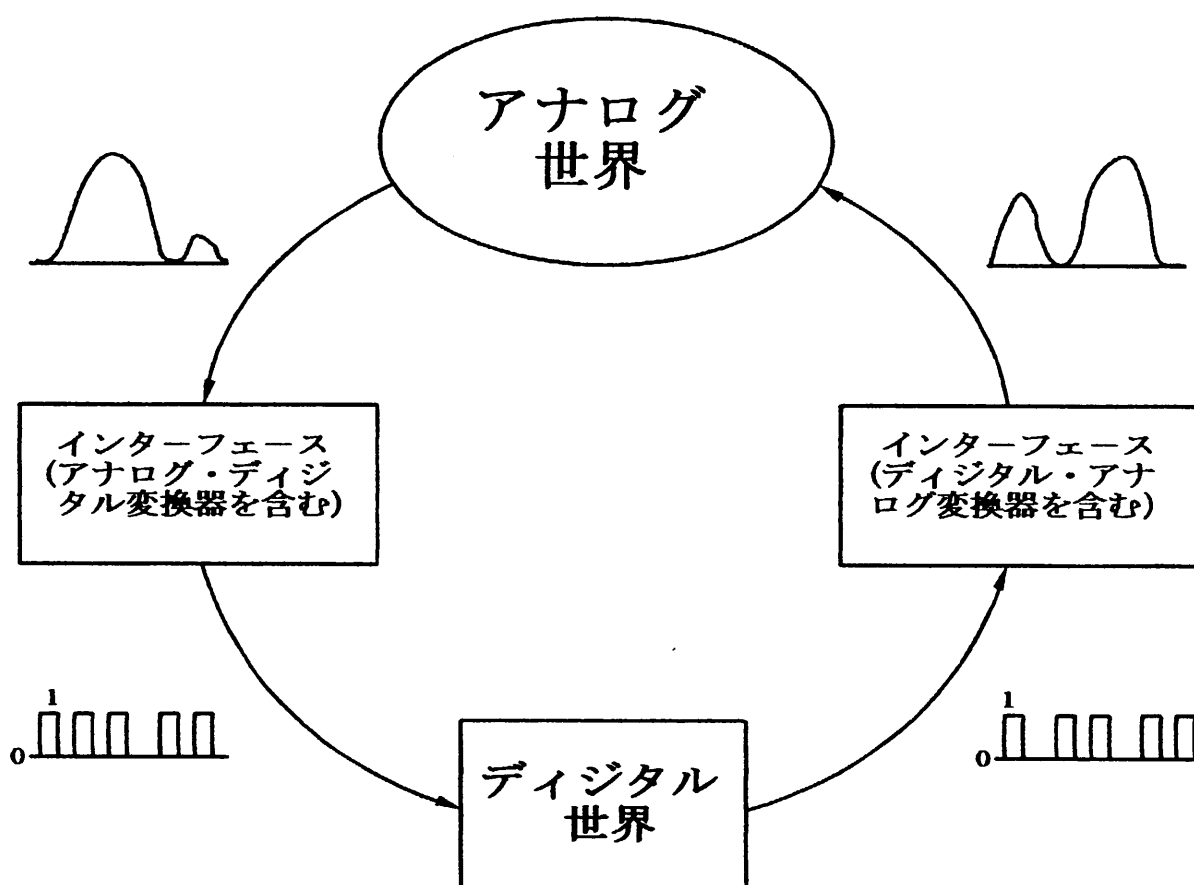 アナログ
世界
インターフェース
(アナログ・ディジ
タル変換器を含む)
インターフェース
(ディジタル・アナ
ログ変換器を含む)
1
0
1
0
ディジタル
世界